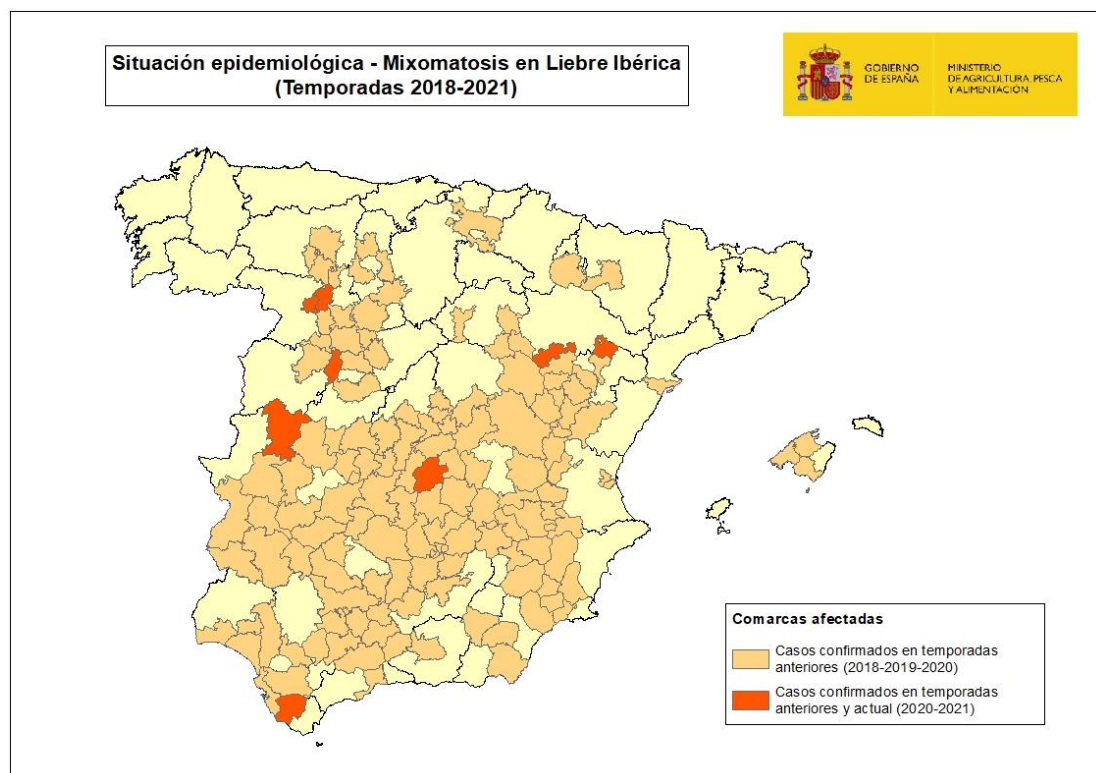 Situación epidemiológica - Mixomatosis en Liebre Ibérica
(Temporadas 2018-2021)
GOBIERNO
DE ESPAÑA
MINISTERIO
DE AGRICULTURA, PESCA
Y ALIMENTACIÓN
Comarcas afectadas
Casos confirmados en temporadas
anteriores (2018-2019-2020)
Casos confirmados en temporadas
anteriores y actual (2020-2021)